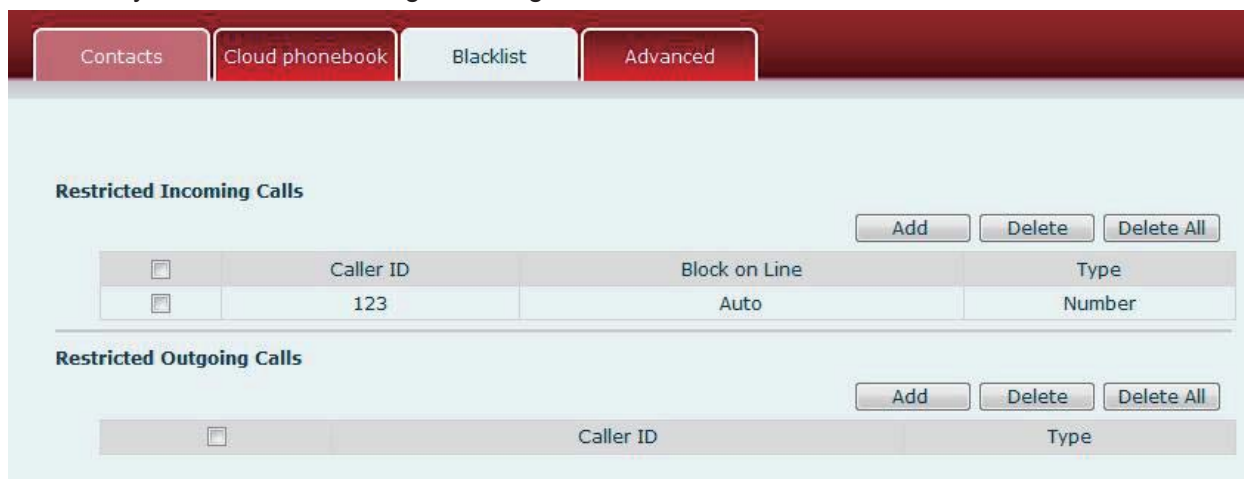 Contacts Cloud phonebook Blacklist Advanced
Restricted Incoming Calls
Add Delete Delete All
Caller ID Block on Line Type
123 Auto Number
Restricted Outgoing Calls
Add Delete Delete All
Caller ID Type